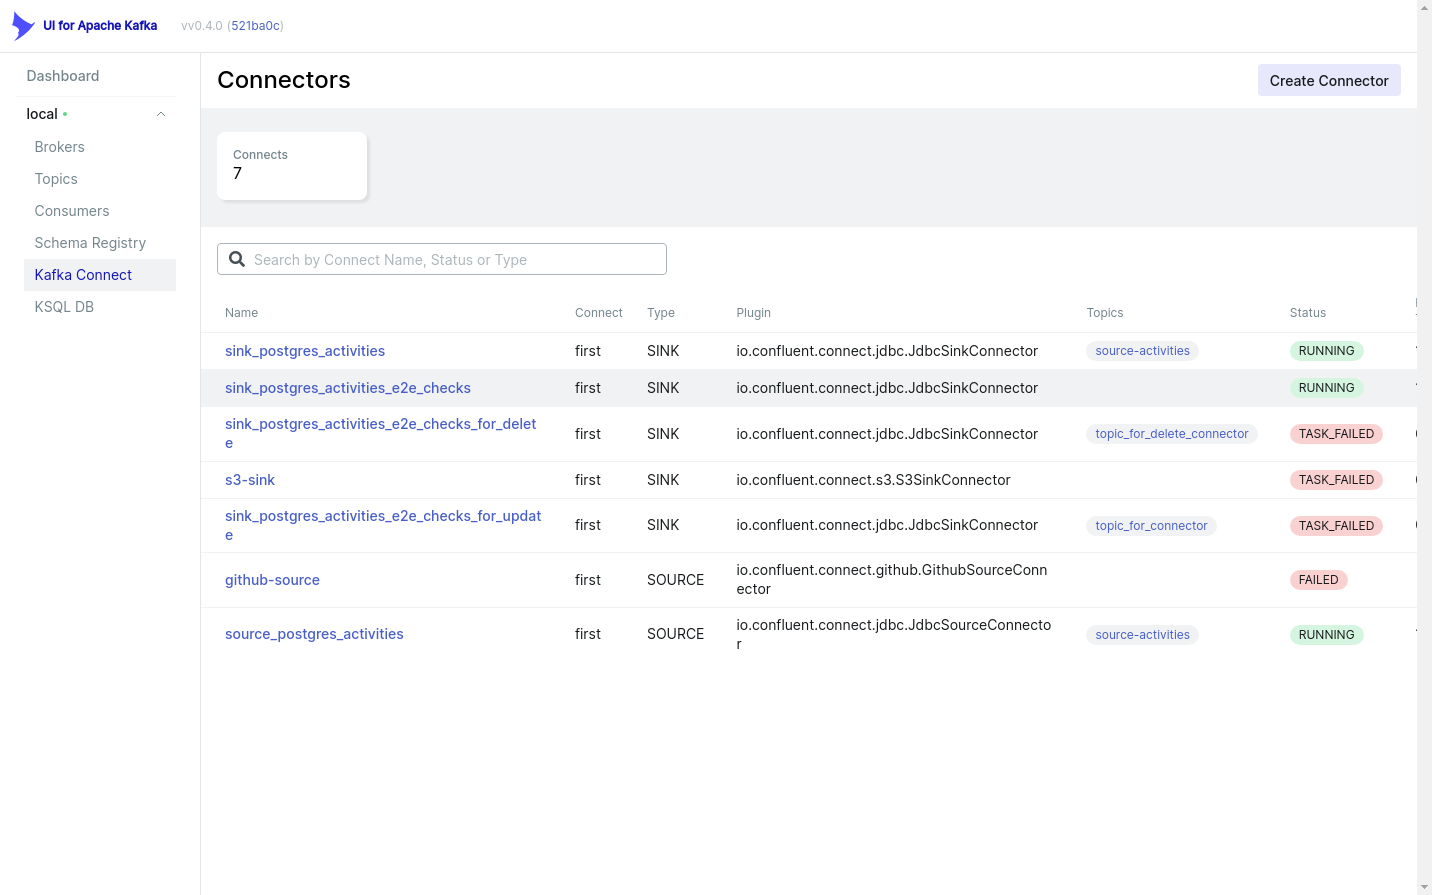 UI for Apache Kafka vv0.4.0 (521ba0c)
Dashboard
local
Brokers
Topics
Consumers
Schema Registry
Kafka Connect
KSQL DB
Connectors
Create Connector
Connects
7
Search by Connect Name, Status or Type
Name Connect Type Plugin Topics Status
sink_postgres_activities first SINK io.confluent.connect.jdbc.JdbcSinkConnector source-activities RUNNING
sink_postgres_activities_e2e_checks first SINK io.confluent.connect.jdbc.JdbcSinkConnector RUNNING
sink_postgres_activities_e2e_checks_for_delet
e
first SINK io.confluent.connect.jdbc.JdbcSinkConnector topic_for_delete_connector TASK_FAILED
s3-sink first SINK io.confluent.connect.s3.S3SinkConnector TASK_FAILED
sink_postgres_activities_e2e_checks_for_updat
e
first SINK io.confluent.connect.jdbc.JdbcSinkConnector topic_for_connector TASK_FAILED
github-source first SOURCE io.confluent.connect.github.GithubSourceConn
ector
FAILED
source_postgres_activities first SOURCE io.confluent.connect.jdbc.JdbcSourceConnecto
r
source-activities RUNNING